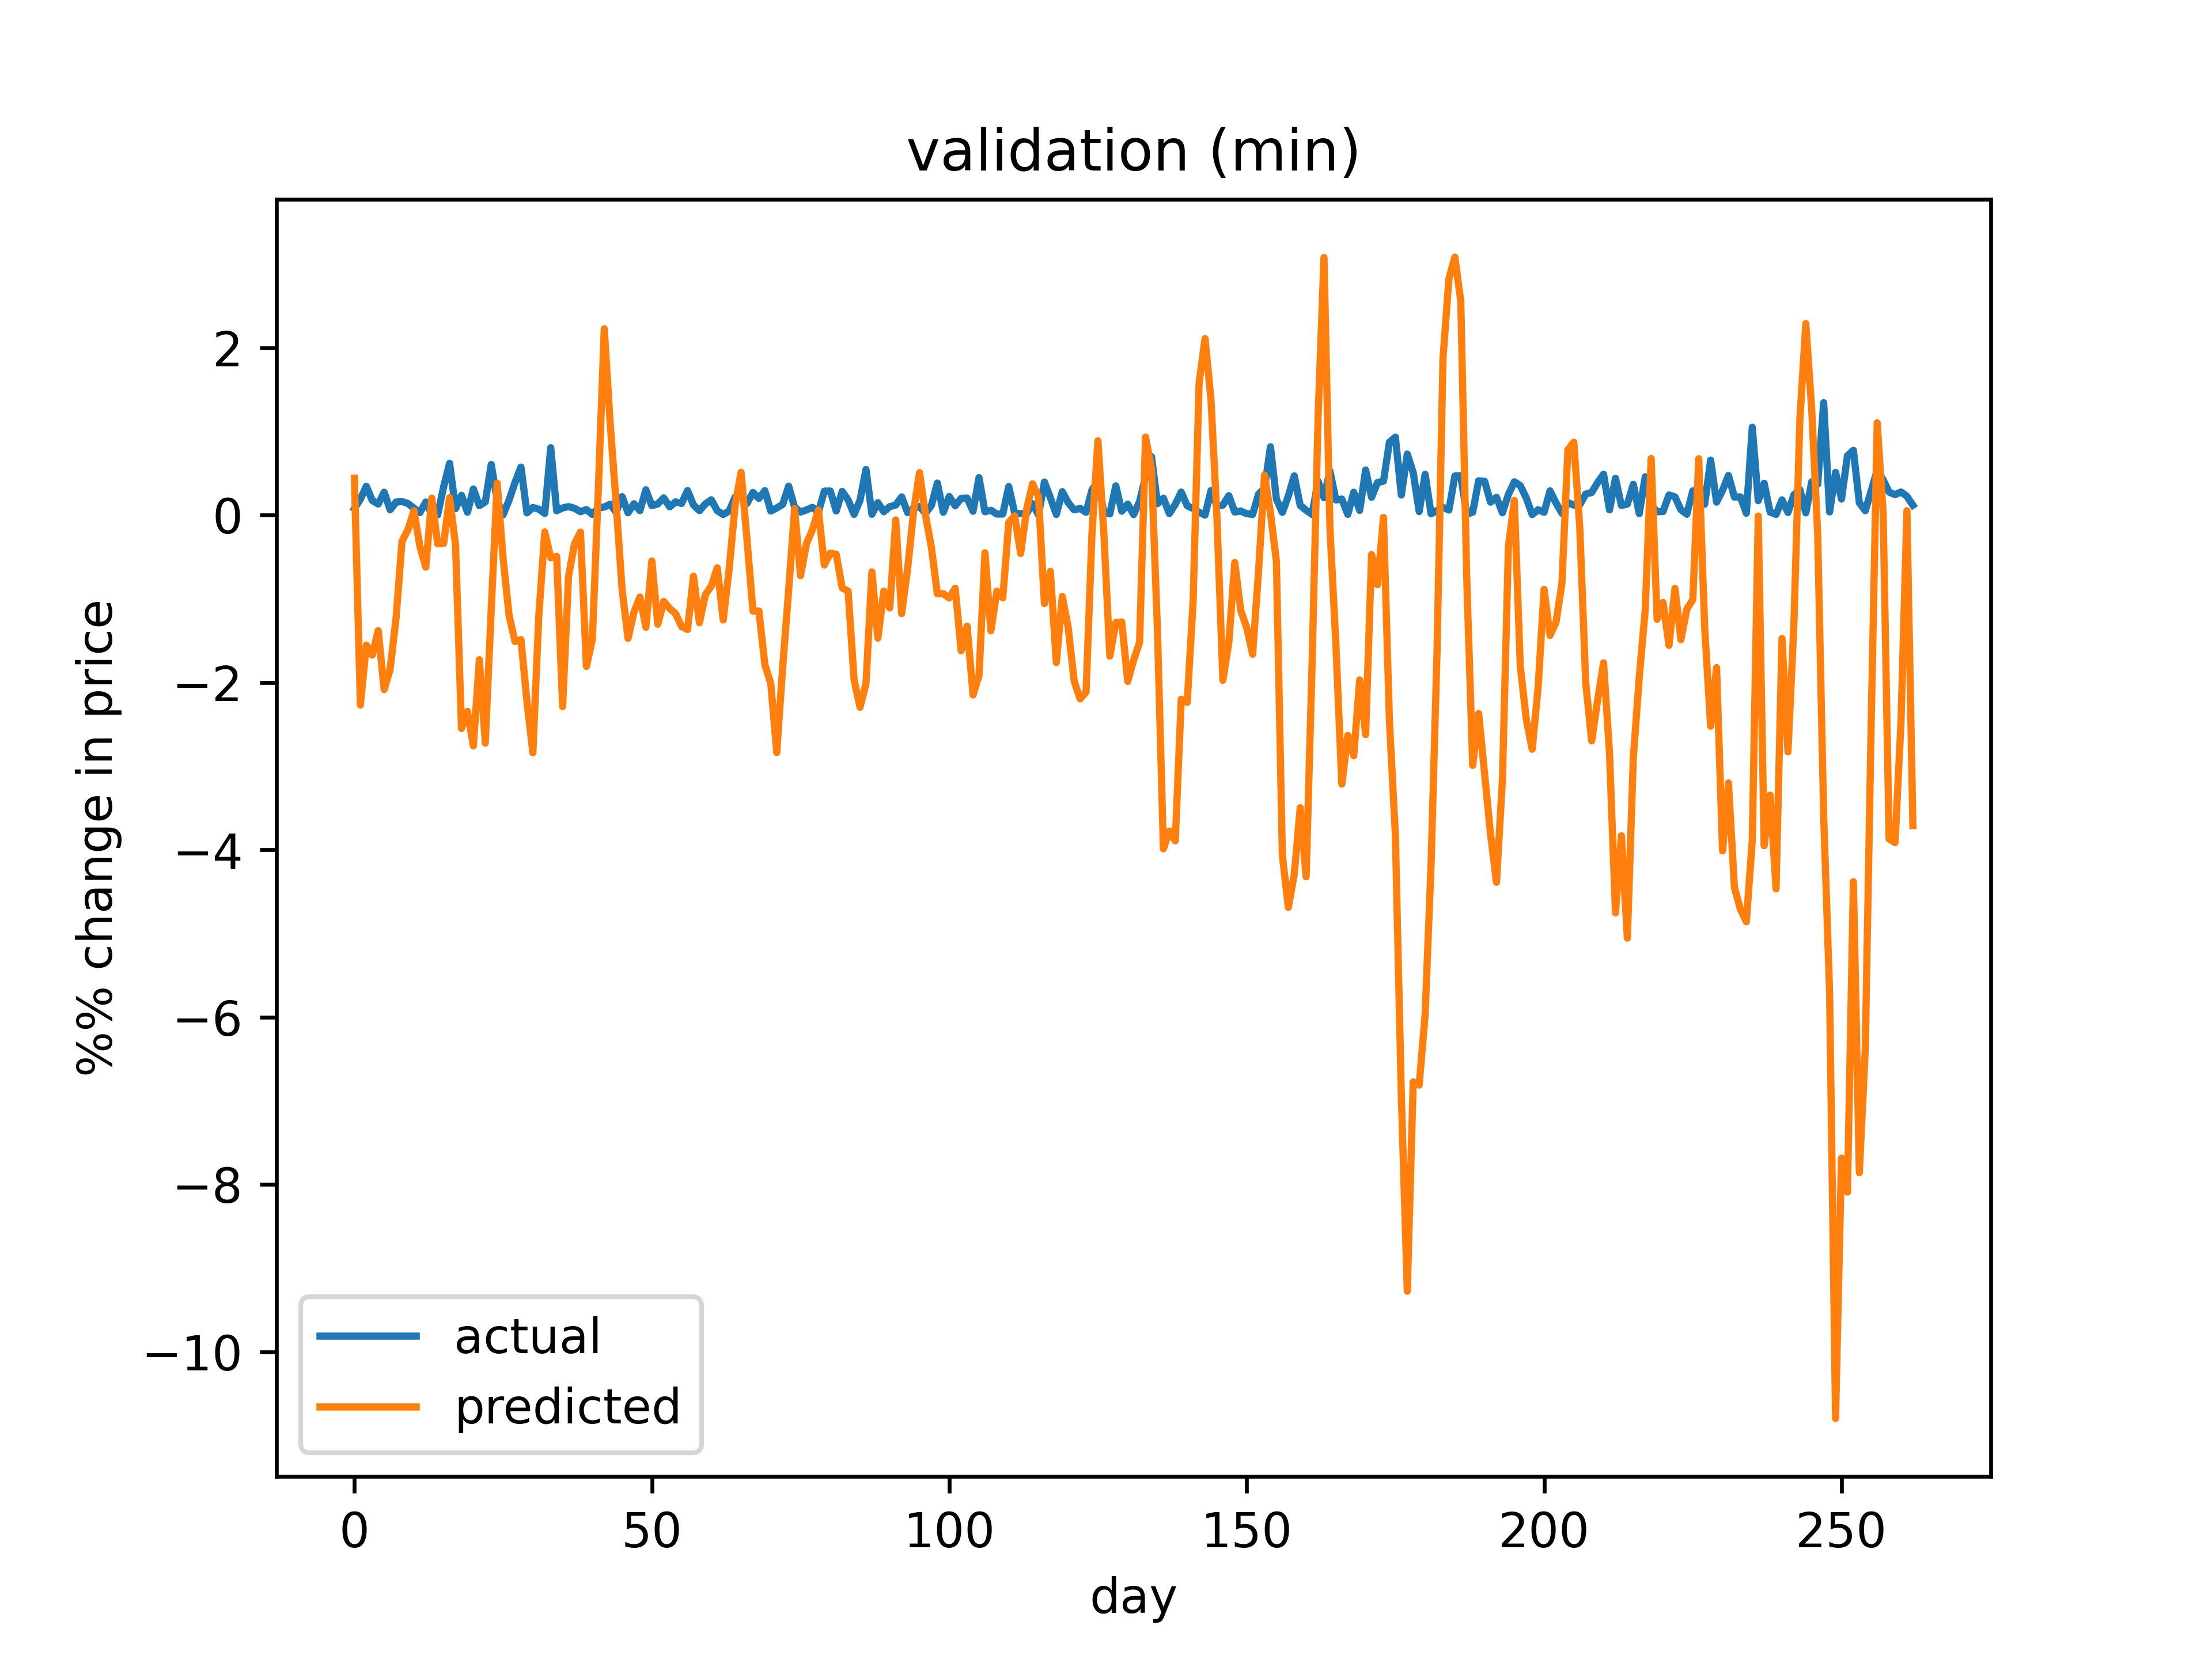 validation (min)
%% change in price
2
0
−2
−4
−6
−8
−10
actual
predicted
0 50 100 150 200 250
day